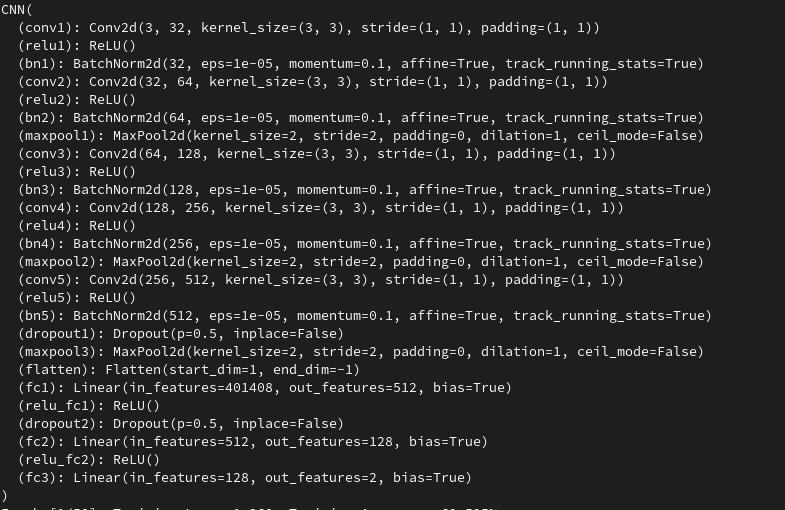 CNN(
  (conv1): Conv2d(3, 32, kernel_size=(3, 3), stride=(1, 1), padding=(1, 1))
  (relu1): ReLU()
  (bn1): BatchNorm2d(32, eps=1e-05, momentum=0.1, affine=True, track_running_stats=True)
  (conv2): Conv2d(32, 64, kernel_size=(3, 3), stride=(1, 1), padding=(1, 1))
  (relu2): ReLU()
  (bn2): BatchNorm2d(64, eps=1e-05, momentum=0.1, affine=True, track_running_stats=True)
  (maxpool1): MaxPool2d(kernel_size=2, stride=2, padding=0, dilation=1, ceil_mode=False)
  (conv3): Conv2d(64, 128, kernel_size=(3, 3), stride=(1, 1), padding=(1, 1))
  (relu3): ReLU()
  (bn3): BatchNorm2d(128, eps=1e-05, momentum=0.1, affine=True, track_running_stats=True)
  (conv4): Conv2d(128, 256, kernel_size=(3, 3), stride=(1, 1), padding=(1, 1))
  (relu4): ReLU()
  (bn4): BatchNorm2d(256, eps=1e-05, momentum=0.1, affine=True, track_running_stats=True)
  (maxpool2): MaxPool2d(kernel_size=2, stride=2, padding=0, dilation=1, ceil_mode=False)
  (conv5): Conv2d(256, 512, kernel_size=(3, 3), stride=(1, 1), padding=(1, 1))
  (relu5): ReLU()
  (bn5): BatchNorm2d(512, eps=1e-05, momentum=0.1, affine=True, track_running_stats=True)
  (dropout1): Dropout(p=0.5, inplace=False)
  (maxpool3): MaxPool2d(kernel_size=2, stride=2, padding=0, dilation=1, ceil_mode=False)
  (flatten): Flatten(start_dim=1, end_dim=-1)
  (fc1): Linear(in_features=401408, out_features=512, bias=True)
  (relu_fc1): ReLU()
  (dropout2): Dropout(p=0.5, inplace=False)
  (fc2): Linear(in_features=512, out_features=128, bias=True)
  (relu_fc2): ReLU()
  (fc3): Linear(in_features=128, out_features=2, bias=True)
)